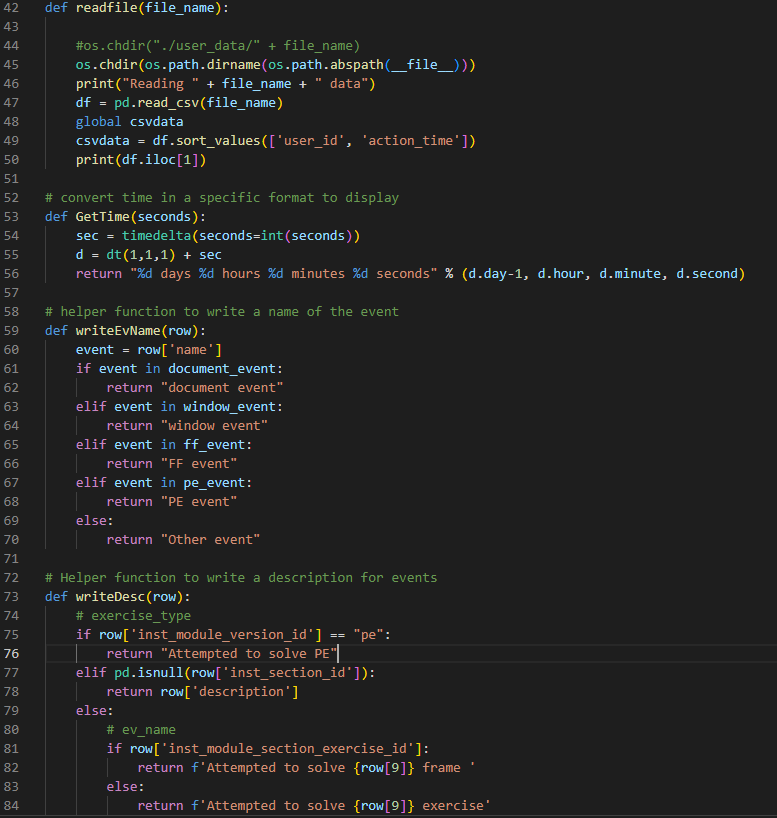 42 def readfile(file_name):
43
44     #os.chdir("./user_data/" + file_name)
45     os.chdir(os.path.dirname(os.path.abspath(__file__)))
46     print("Reading " + file_name + " data")
47     df = pd.read_csv(file_name)
48     global csvdata
49     csvdata = df.sort_values(['user_id', 'action_time'])
50     print(df.iloc[1])
51
52 # convert time in a specific format to display
53 def GetTime(seconds):
54     sec = timedelta(seconds=int(seconds))
55     d = dt(1,1,1) + sec
56     return "%d days %d hours %d minutes %d seconds" % (d.day-1, d.hour, d.minute, d.second)
57
58 # helper function to write a name of the event
59 def writeEvName(row):
60     event = row['name']
61     if event in document_event:
62         return "document event"
63     elif event in window_event:
64         return "window event"
65     elif event in ff_event:
66         return "FF event"
67     elif event in pe_event:
68         return "PE event"
69     else:
70         return "Other event"
71
72 # Helper function to write a description for events
73 def writeDesc(row):
74     # exercise_type
75     if row['inst_module_version_id'] == "pe":
76         return "Attempted to solve PE"
77     elif pd.isnull(row['inst_section_id']):
78         return row['description']
79     else:
80         # ev_name
81         if row['inst_module_section_exercise_id']:
82             return f'Attempted to solve {row[9]} frame '
83         else:
84             return f'Attempted to solve {row[9]} exercise'